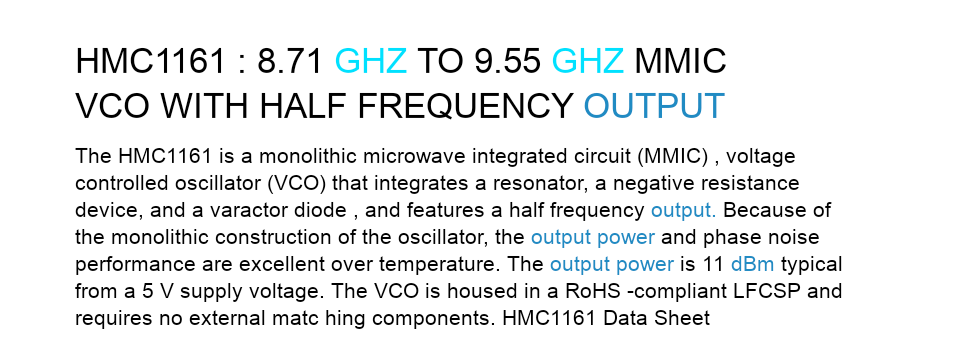 HMC1161 : 8.71 GHZ TO 9.55 GHZ MMIC
VCO WITH HALF FREQUENCY OUTPUT
The HMC1161 is a monolithic microwave integrated circuit (MMIC) , voltage
controlled oscillator (VCO) that integrates a resonator, a negative resistance
device, and a varactor diode , and features a half frequency output. Because of
the monolithic construction of the oscillator, the output power and phase noise
performance are excellent over temperature. The output power is 11 dBm typical
from a 5 V supply voltage. The VCO is housed in a RoHS -compliant LFCSP and
requires no external matc hing components. HMC1161 Data Sheet